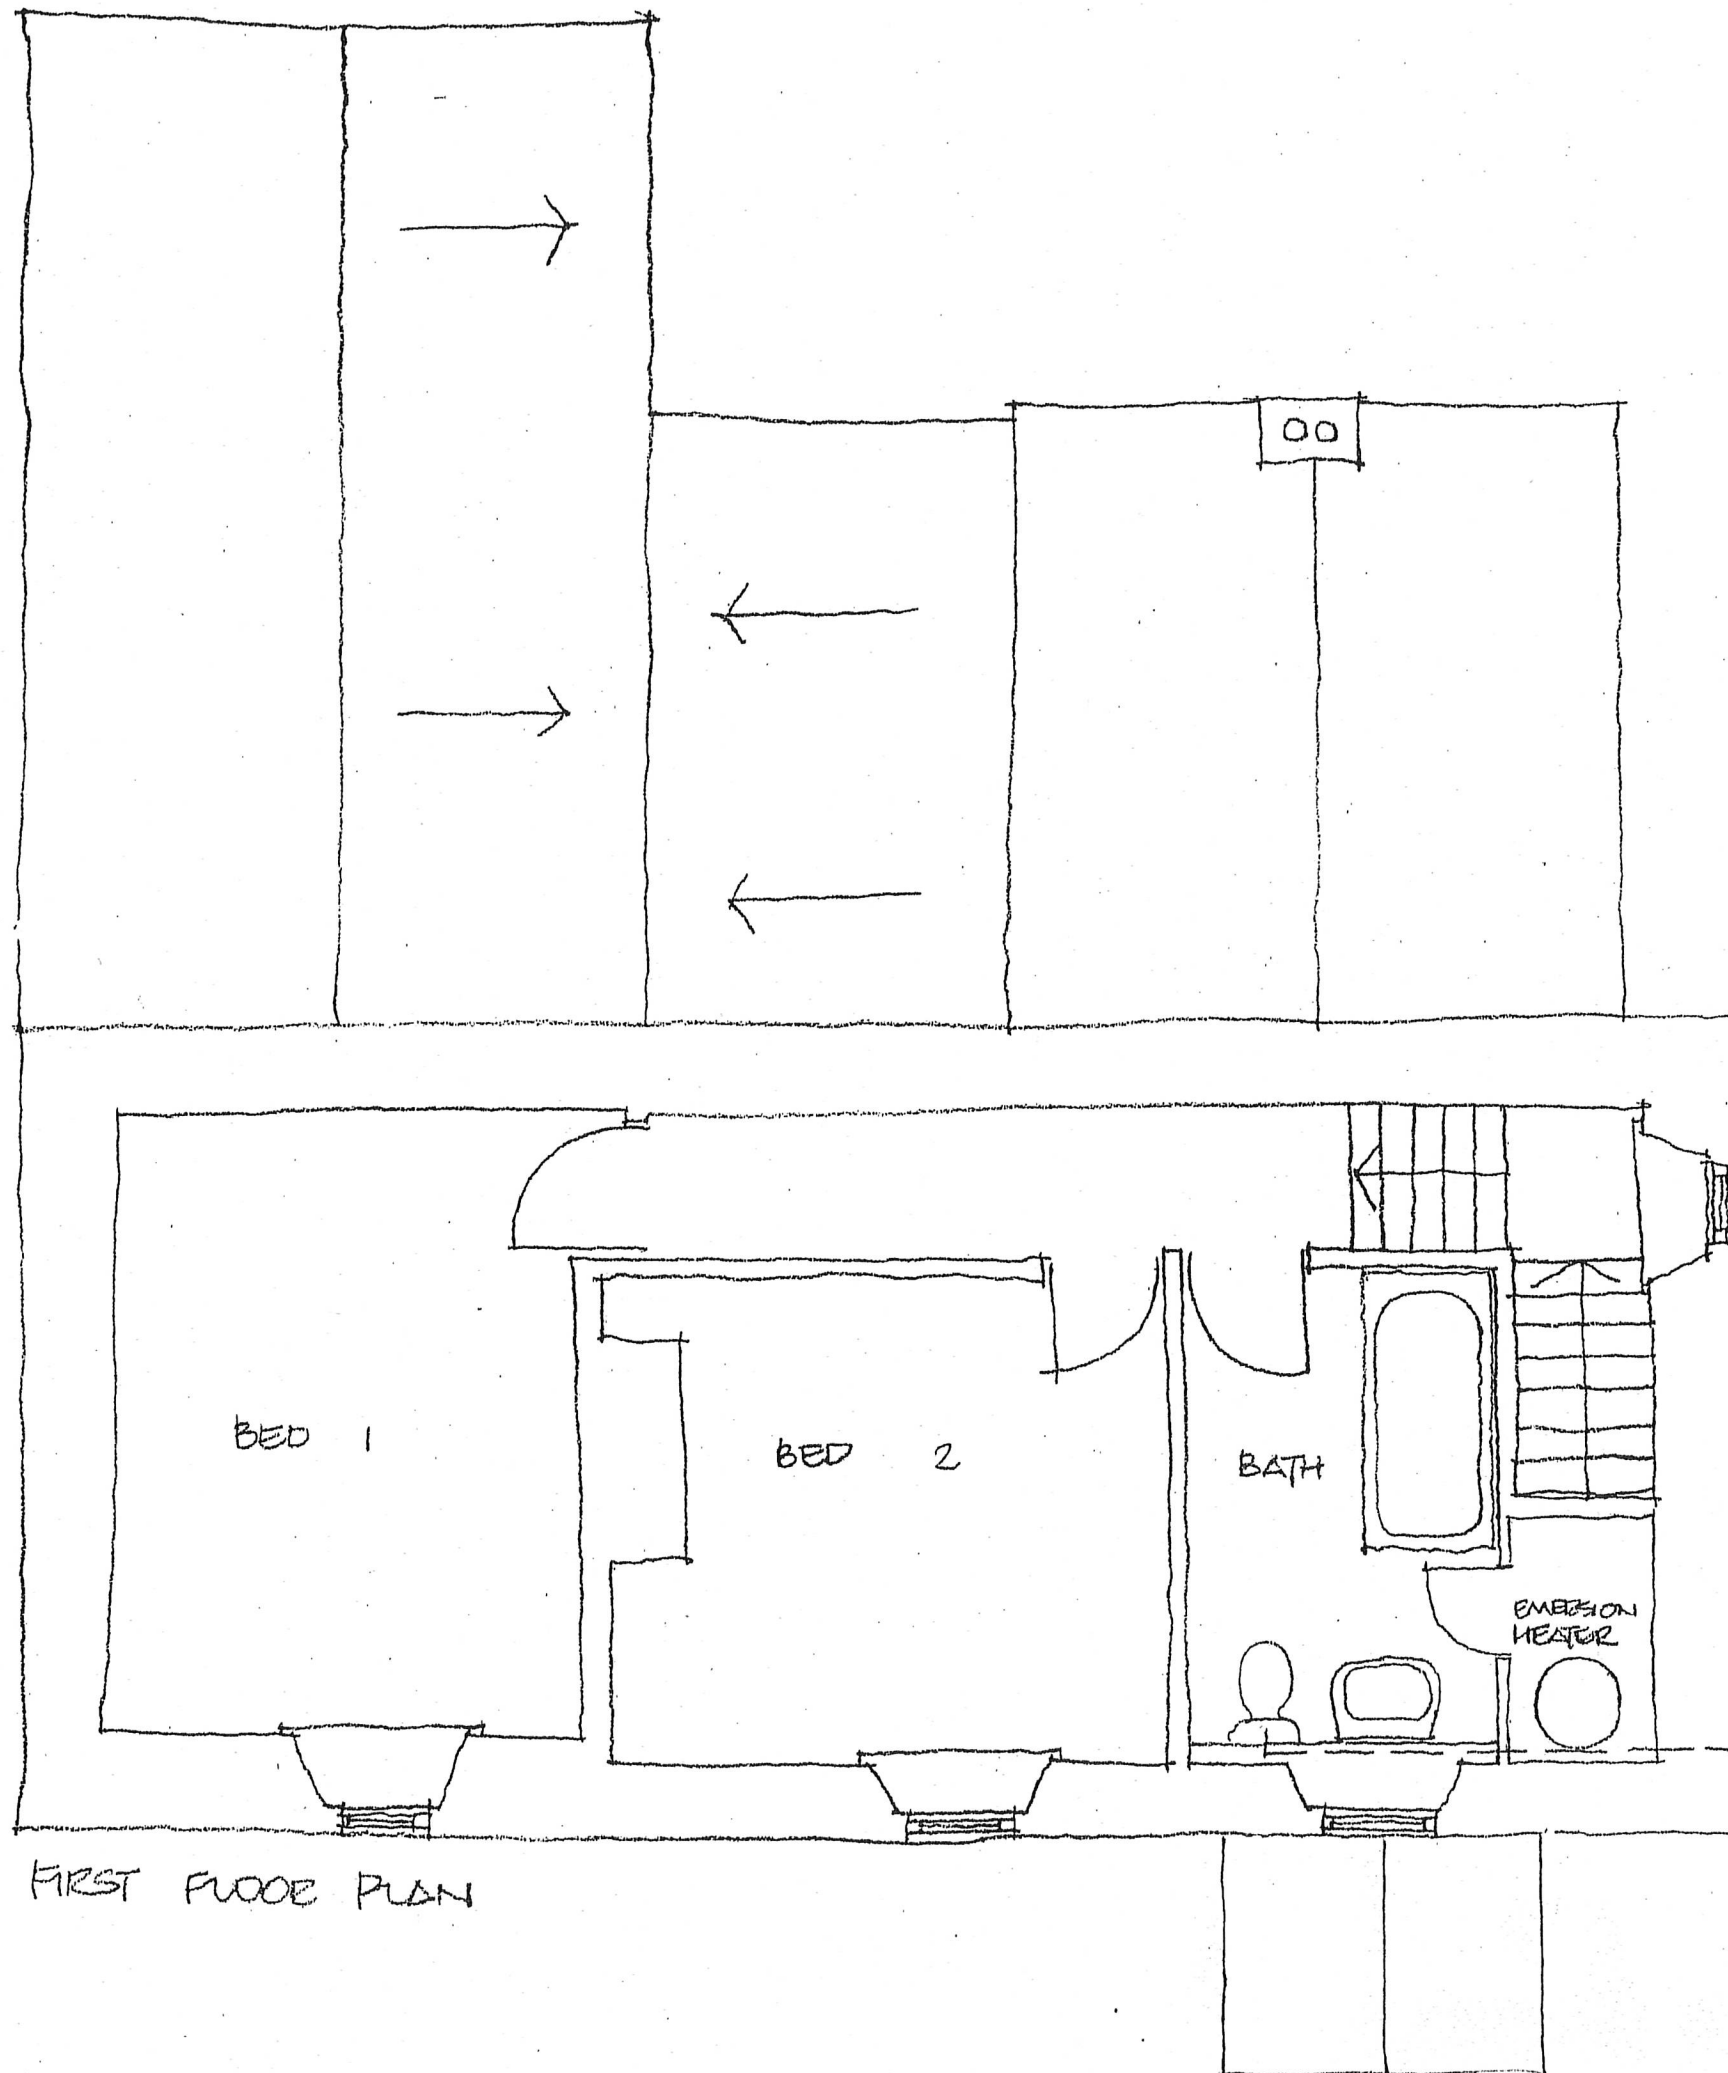 BED 1
BED 2
BATH
EMERSION
HEATER
FIRST FLOOR PLAN